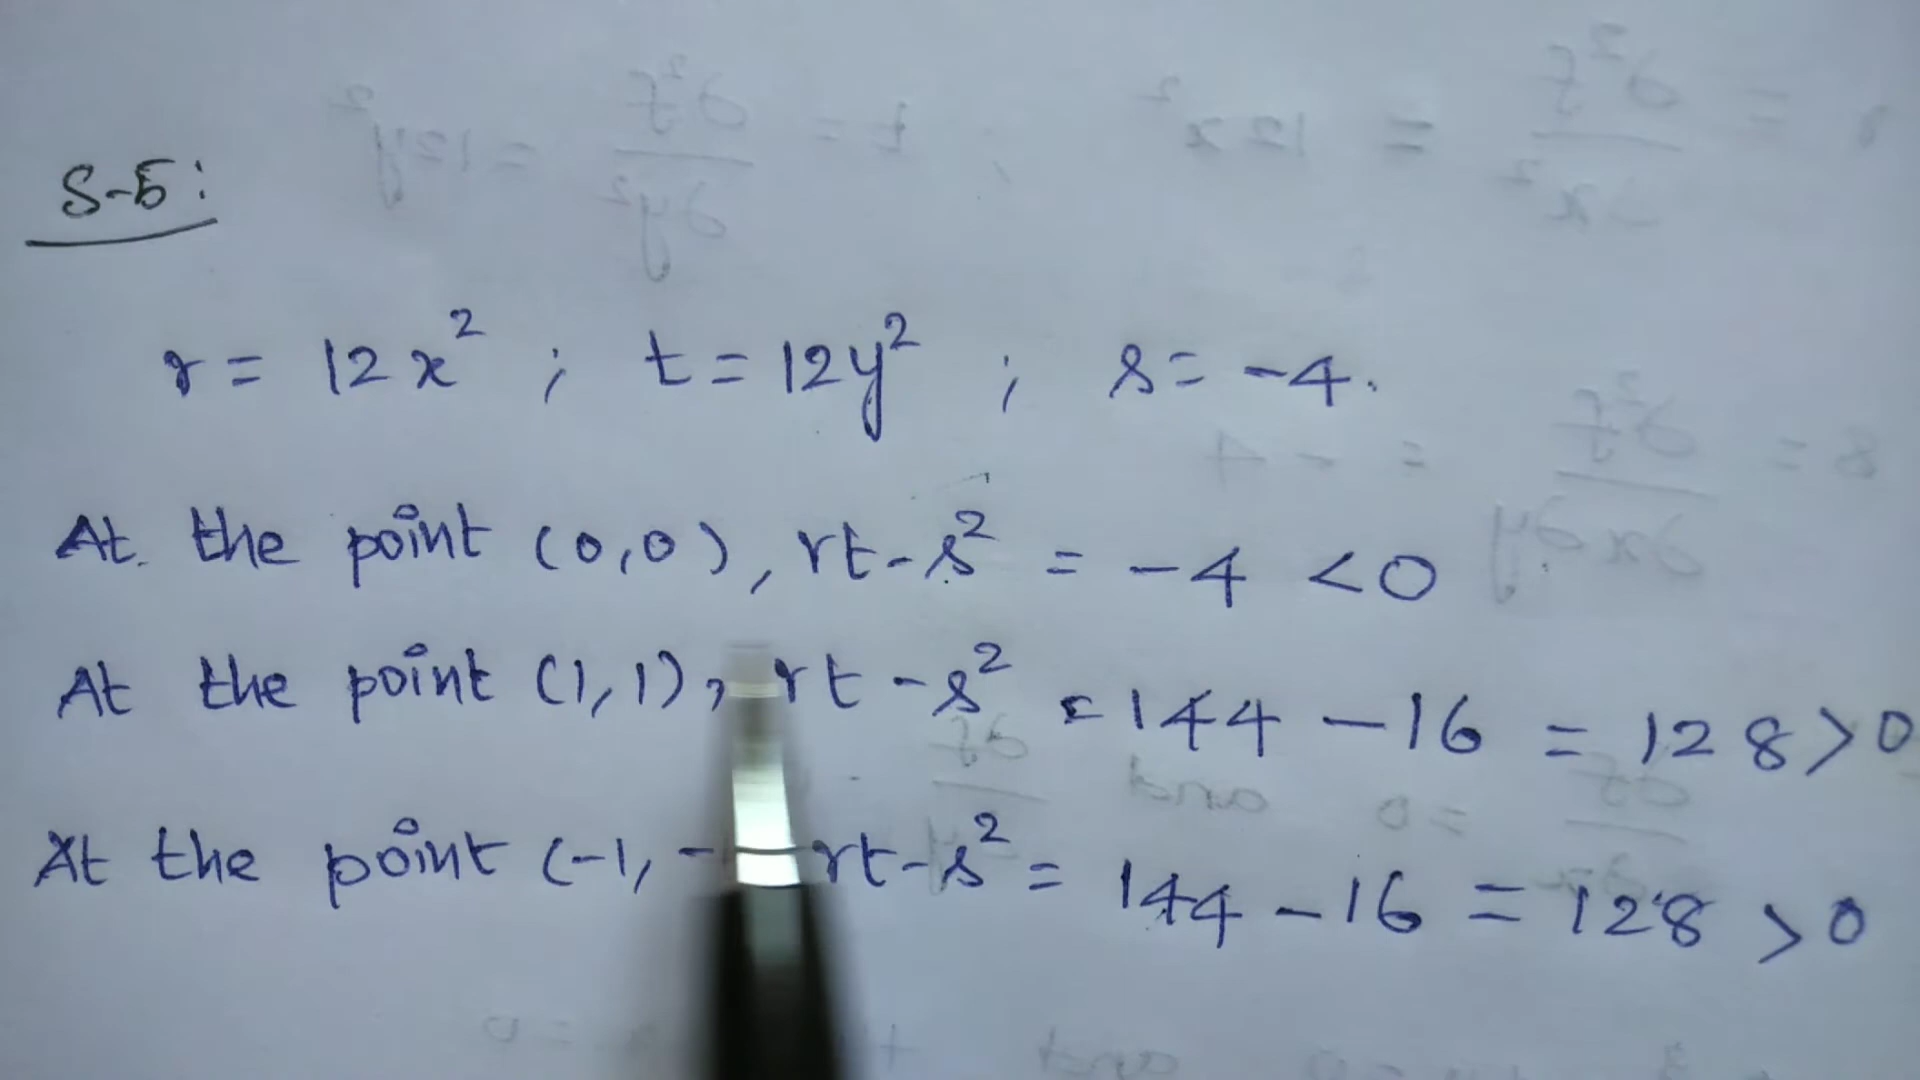 S-5:
r = 12x² ; t = 12y² ; s = -4.
At. the point (0,0), rt-s² = -4 <0
At the point (1,1), rt-s² = 144-16 = 128>0
At the point (-1,- rt-s² = 144-16 = 128>0